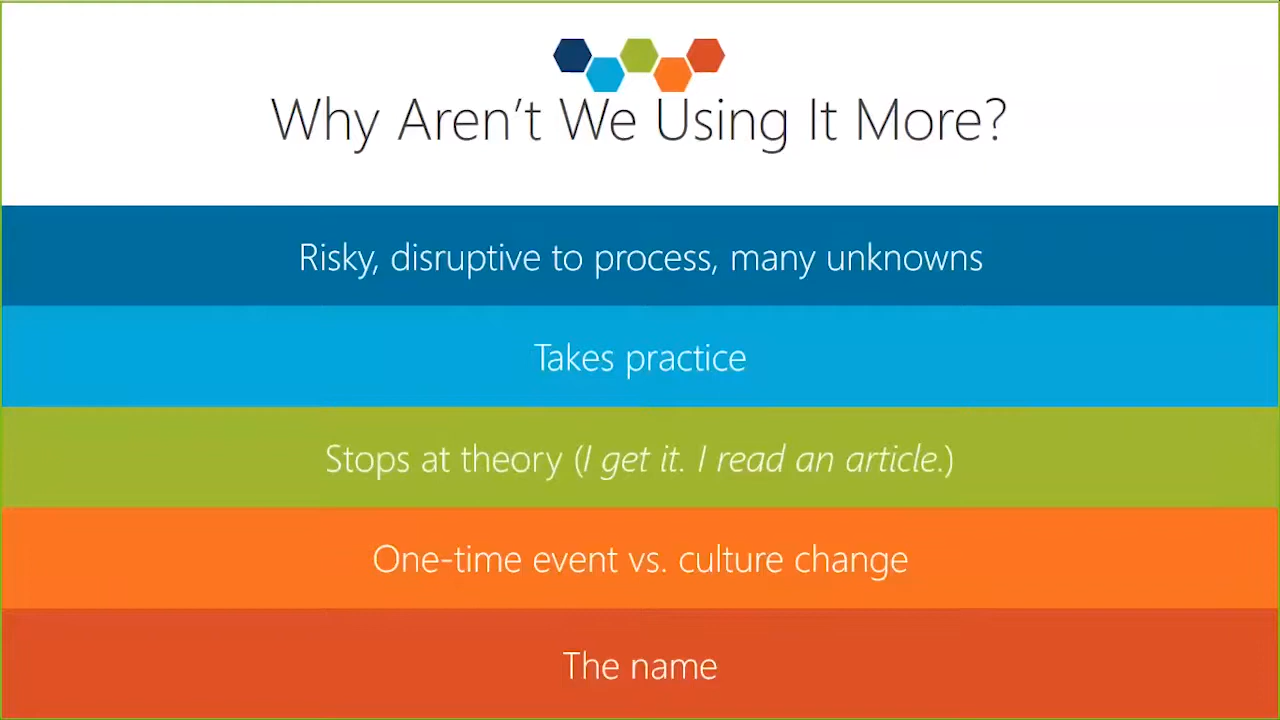 Why Aren’t We Using It More?
Risky, disruptive to process, many unknowns
Takes practice
Stops at theory (I get it. I read an article.)
One-time event vs. culture change
The name